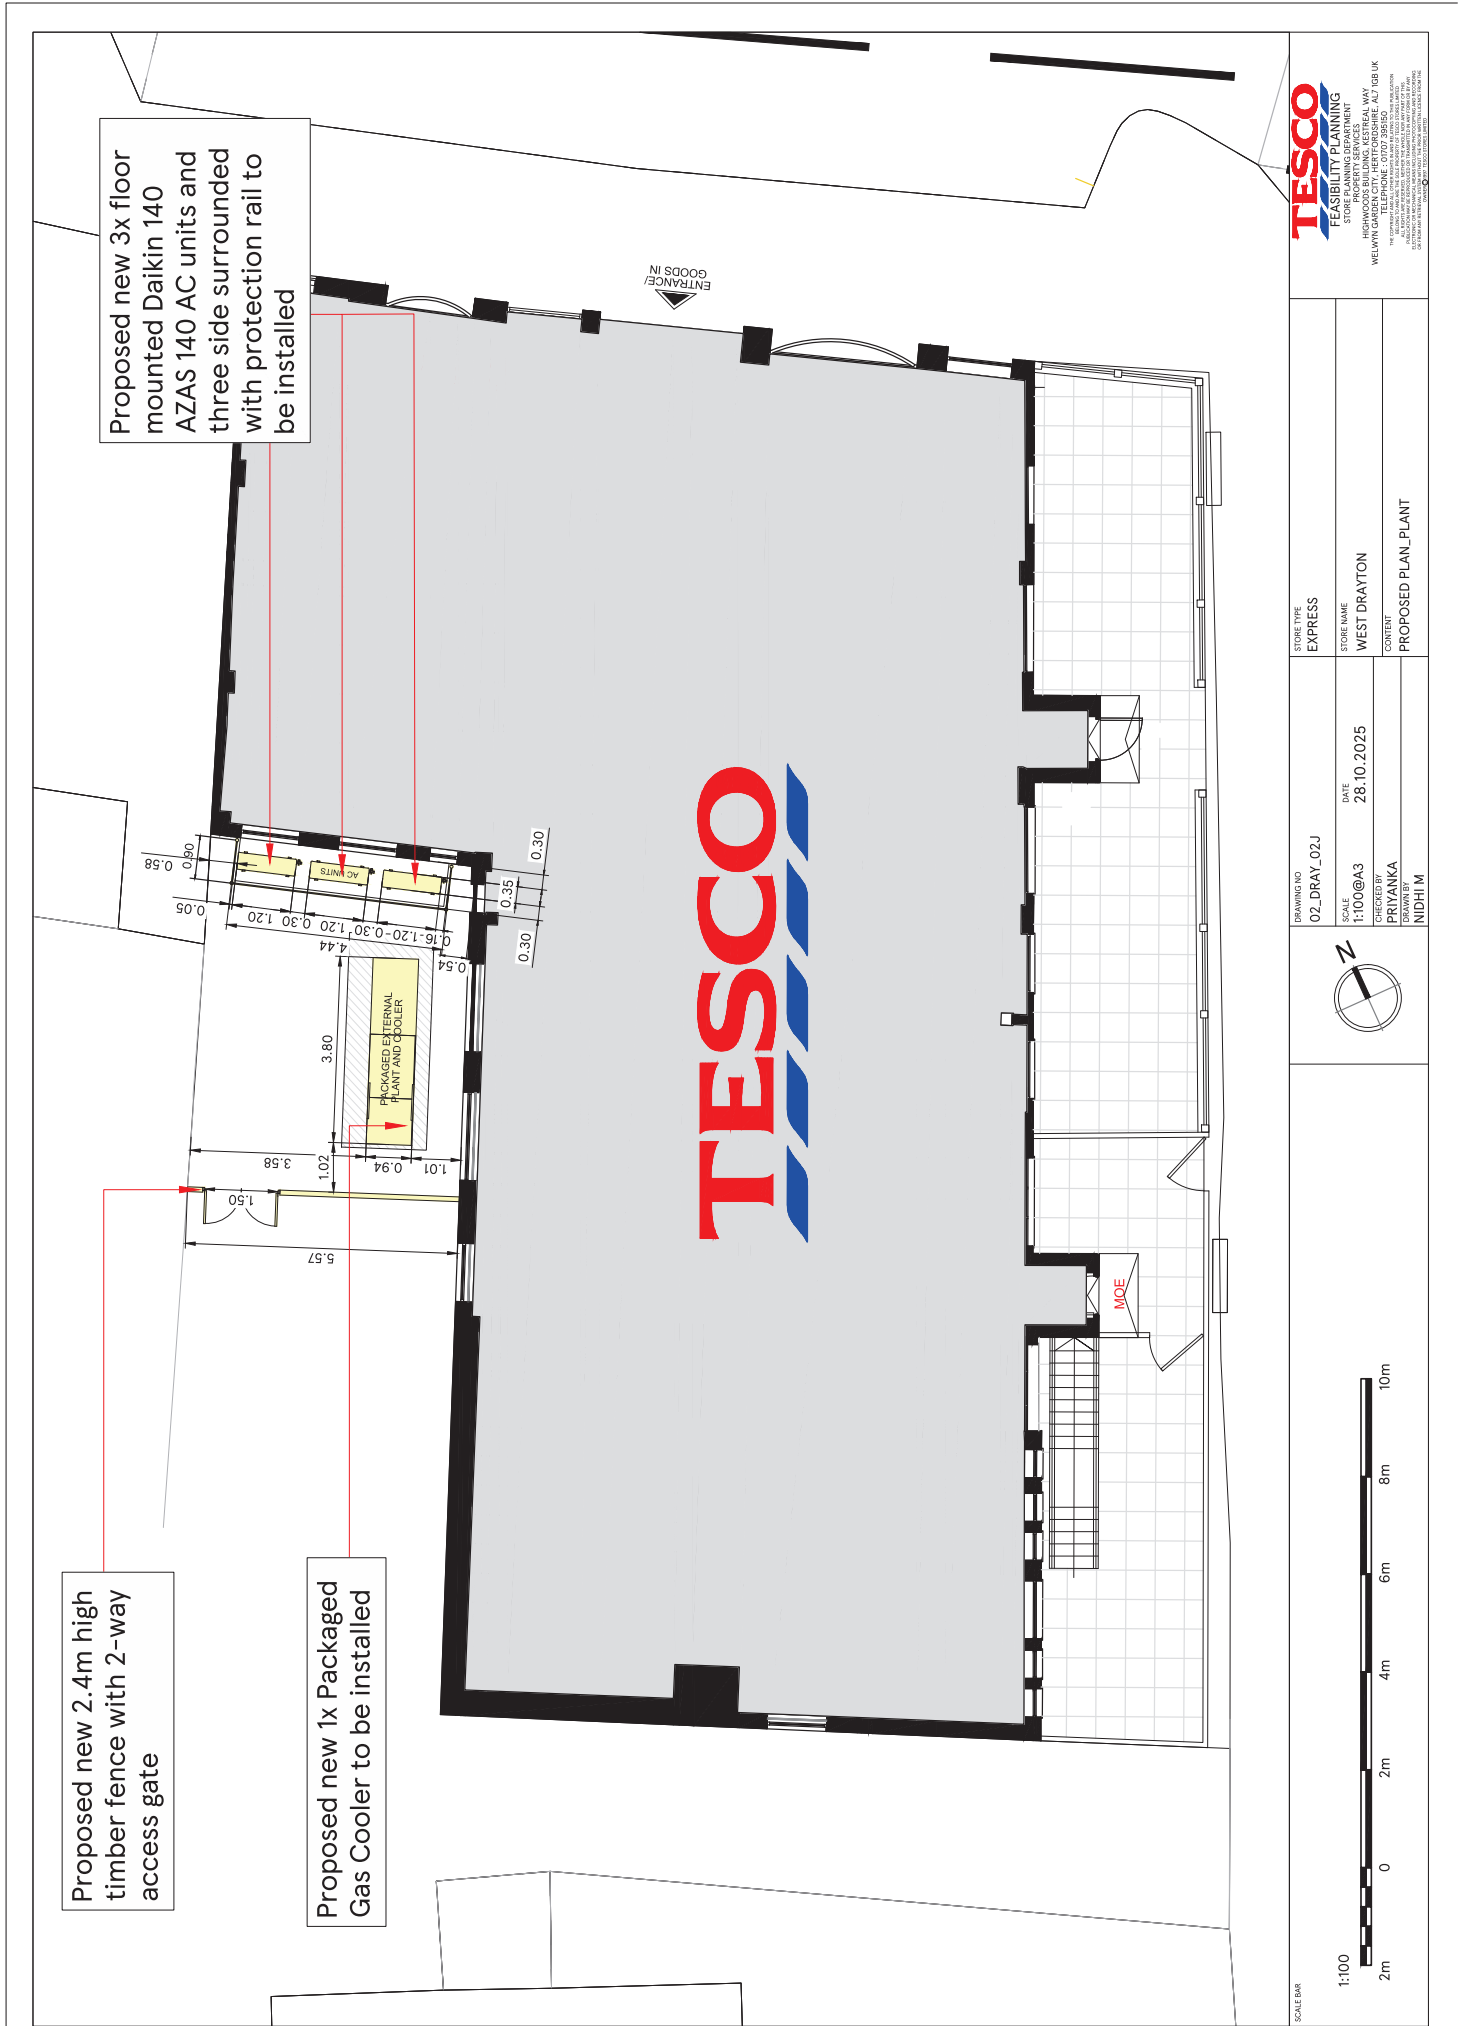 Proposed new 2.4m high
timber fence with 2-way
access gate
Proposed new 1x Packaged
Gas Cooler to be installed
Proposed new 3x floor
mounted Daikin 140
AZAS 140 AC units and
three side surrounded
with protection rail to
be installed
5.57
1.50
3.58
1.02
0.94
1.01
3.80
PACKAGED EXTERNAL
PLANT AND COOLER
4.44
0.54
0.05
1.20
0.30
1.20
0.30
1.20
0.16
0.58
0.90
AC UNITS
0.30
0.35
0.30
ENTRANCE/
GOODS IN
TESCO
MOE
SCALE BAR
1:100
2m
0
2m
4m
6m
8m
10m
N
DRAWING NO
02_DRAY_02J
SCALE
1:100@A3
DATE
28.10.2025
CHECKED BY
PRIYANKA
DRAWN BY
NIDHI M
STORE TYPE
EXPRESS
STORE NAME
WEST DRAYTON
CONTENT
PROPOSED PLAN_PLANT
TESCO
FEASIBILITY PLANNING
STORE PLANNING DEPARTMENT
PROPERTY SERVICES
HIGHWOODS BUILDING, KESTREAL WAY
WELWYN GARDEN CITY, HERTFORDSHIRE, AL7 1GB UK
TELEPHONE : 01707 395150